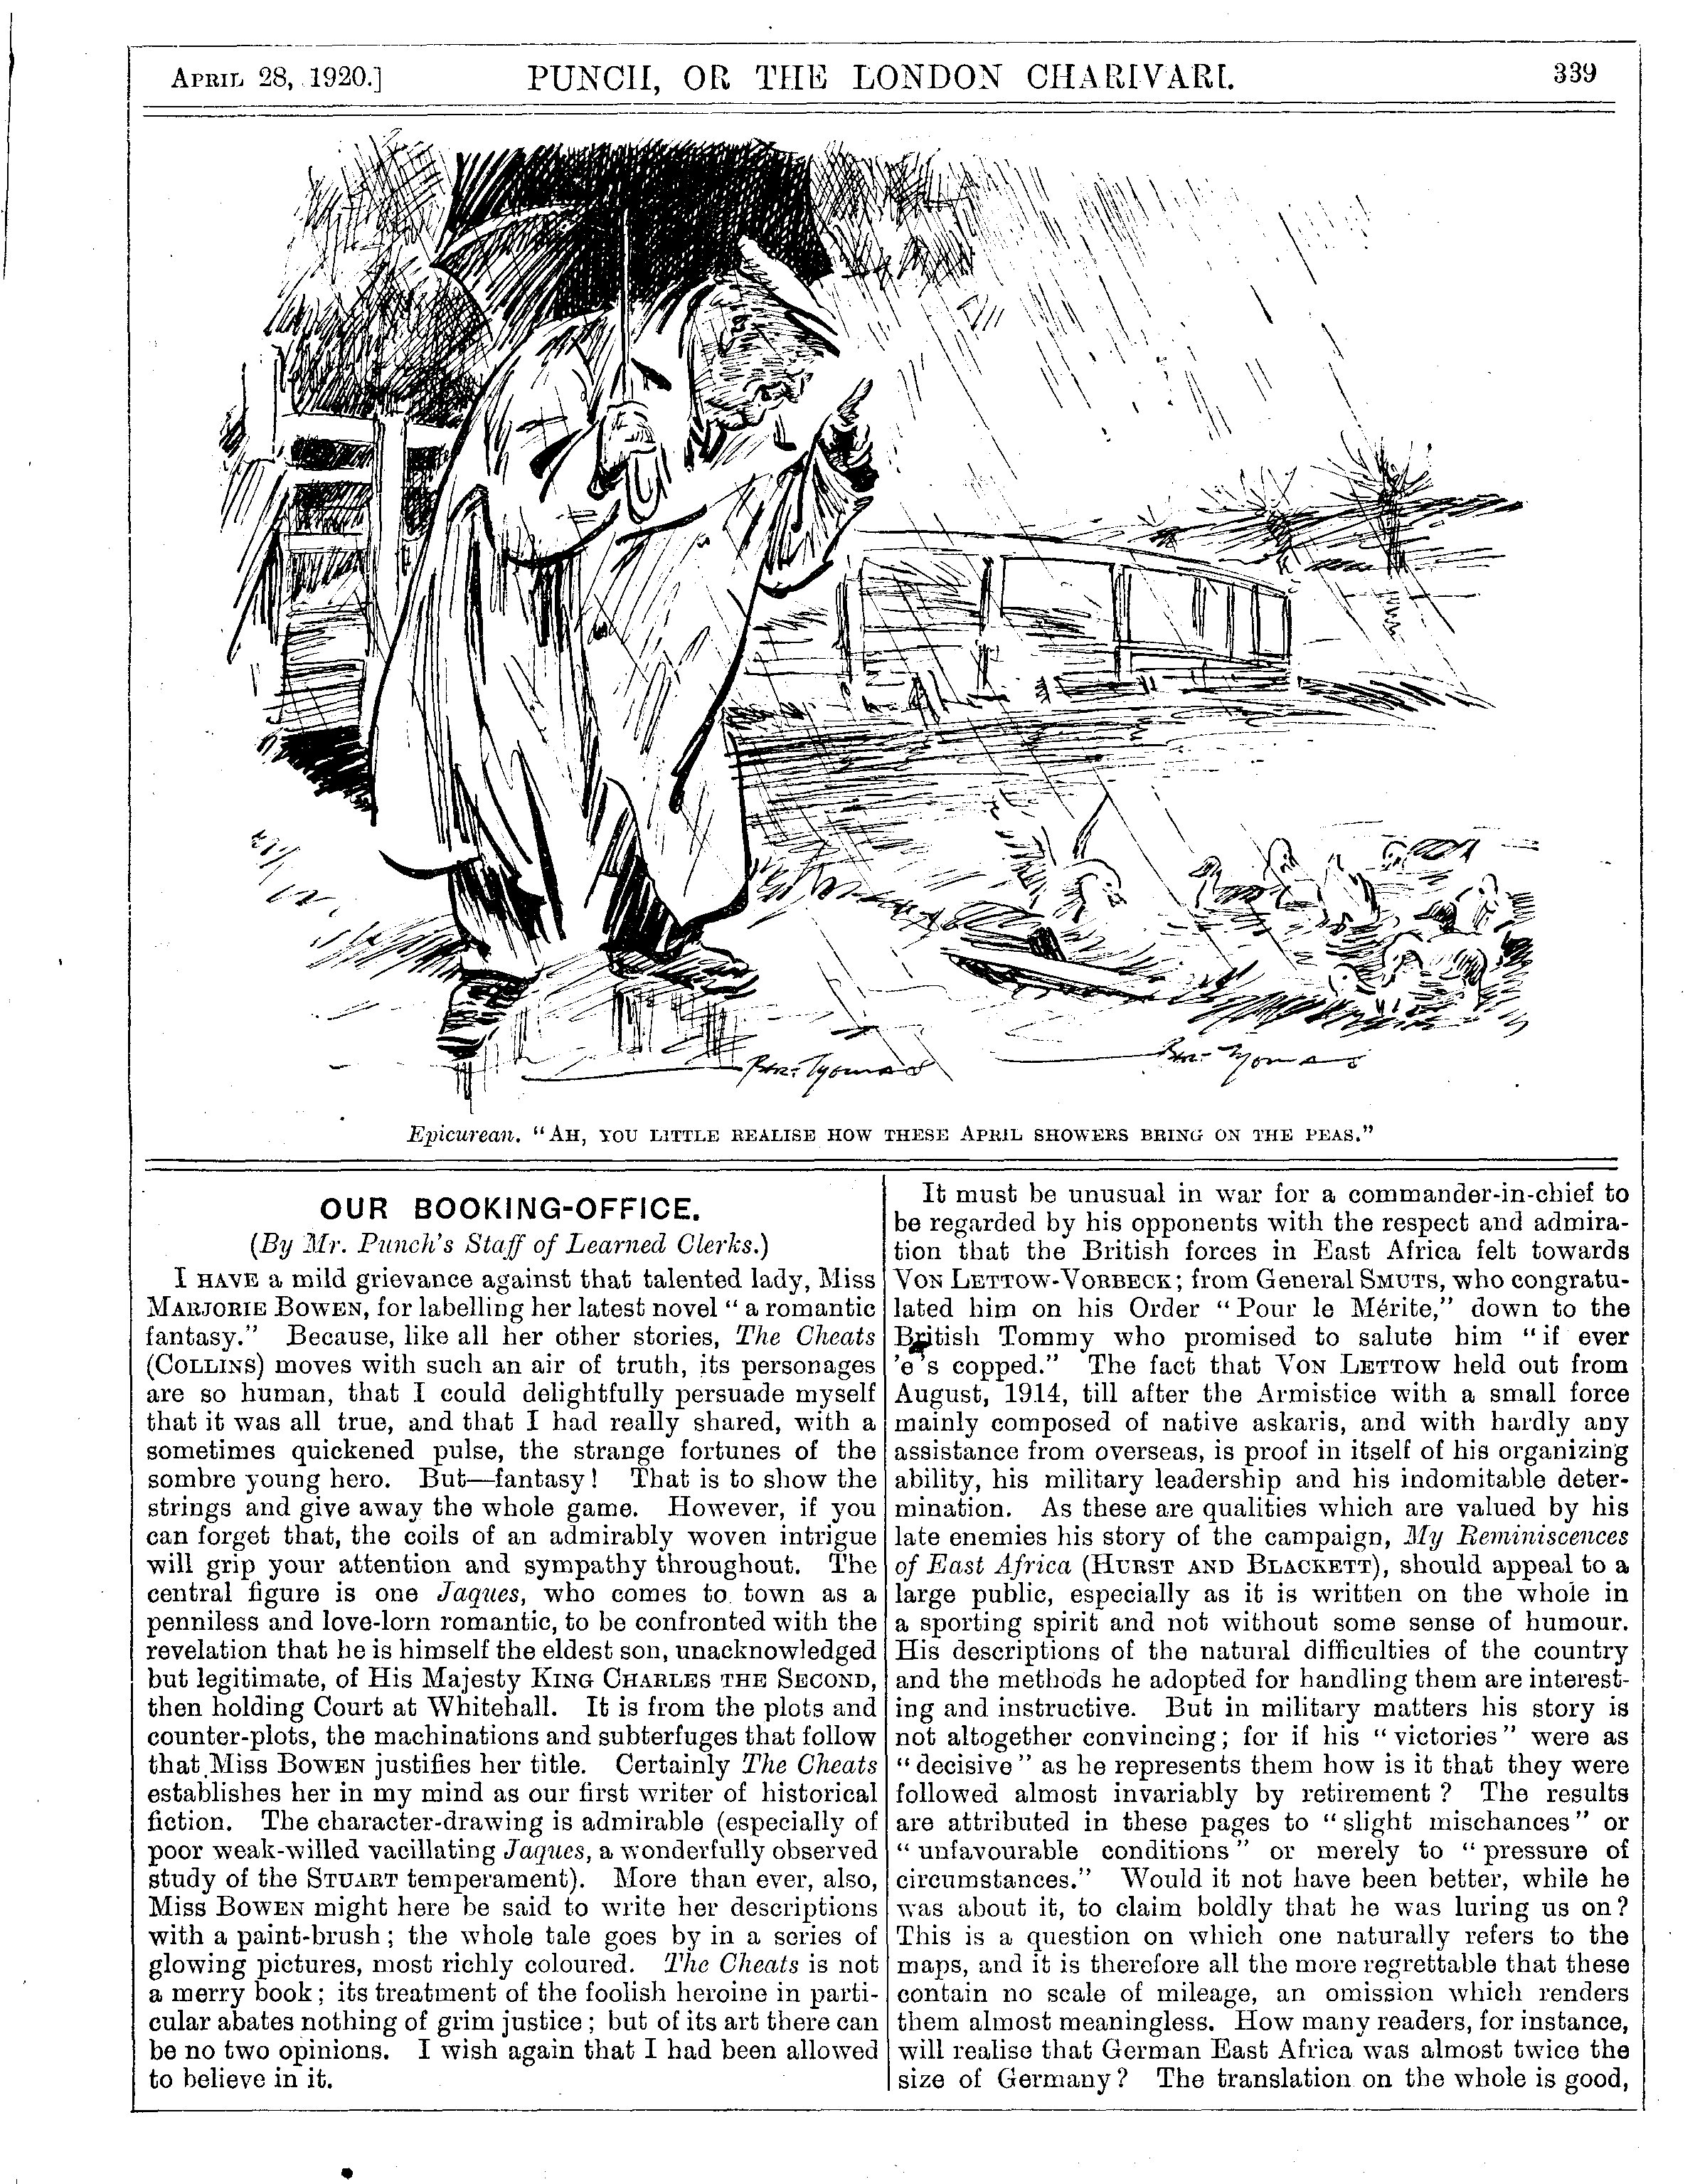 APRIL 28, 1920.] PUNCH, OR THE LONDON CHARIVARI. 339
Bert Thomas Bert Thomas
Epicurean. "AH, YOU LITTLE REALISE HOW THESE APRIL SHOWERS BRING ON THE PEAS."
OUR BOOKING-OFFICE.
(By Mr. Punch's Staff of Learned Clerks.)
I HAVE a mild grievance against that talented lady, Miss
MARJORIE BOWEN, for labelling her latest novel "a romantic
fantasy." Because, like all her other stories, The Cheats
(COLLINS) moves with such an air of truth, its personages
are so human, that I could delightfully persuade myself
that it was all true, and that I had really shared, with a
sometimes quickened pulse, the strange fortunes of the
sombre young hero. But—fantasy! That is to show the
strings and give away the whole game. However, if you
can forget that, the coils of an admirably woven intrigue
will grip your attention and sympathy throughout. The
central figure is one Jaques, who comes to town as a
penniless and love-lorn romantic, to be confronted with the
revelation that he is himself the eldest son, unacknowledged
but legitimate, of His Majesty KING CHARLES THE SECOND,
then holding Court at Whitehall. It is from the plots and
counter-plots, the machinations and subterfuges that follow
that Miss BOWEN justifies her title. Certainly The Cheats
establishes her in my mind as our first writer of historical
fiction. The character-drawing is admirable (especially of
poor weak-willed vacillating Jaques, a wonderfully observed
study of the STUART temperament). More than ever, also,
Miss BOWEN might here be said to write her descriptions
with a paint-brush; the whole tale goes by in a series of
glowing pictures, most richly coloured. The Cheats is not
a merry book; its treatment of the foolish heroine in parti-
cular abates nothing of grim justice; but of its art there can
be no two opinions. I wish again that I had been allowed
to believe in it.
It must be unusual in war for a commander-in-chief to
be regarded by his opponents with the respect and admira-
tion that the British forces in East Africa felt towards
VON LETTOW-VORBECK; from General SMUTS, who congratu-
lated him on his Order "Pour le Mérite," down to the
British Tommy who promised to salute him "if ever
'e's copped." The fact that VON LETTOW held out from
August, 1914, till after the Armistice with a small force
mainly composed of native askaris, and with hardly any
assistance from overseas, is proof in itself of his organizing
ability, his military leadership and his indomitable deter-
mination. As these are qualities which are valued by his
late enemies his story of the campaign, My Reminiscences
of East Africa (HURST AND BLACKETT), should appeal to a
large public, especially as it is written on the whole in
a sporting spirit and not without some sense of humour.
His descriptions of the natural difficulties of the country
and the methods he adopted for handling them are interest-
ing and instructive. But in military matters his story is
not altogether convincing; for if his "victories" were as
"decisive" as he represents them how is it that they were
followed almost invariably by retirement? The results
are attributed in these pages to "slight mischances" or
"unfavourable conditions" or merely to "pressure of
circumstances." Would it not have been better, while he
was about it, to claim boldly that he was luring us on?
This is a question on which one naturally refers to the
maps, and it is therefore all the more regrettable that these
contain no scale of mileage, an omission which renders
them almost meaningless. How many readers, for instance,
will realise that German East Africa was almost twice the
size of Germany? The translation on the whole is good,